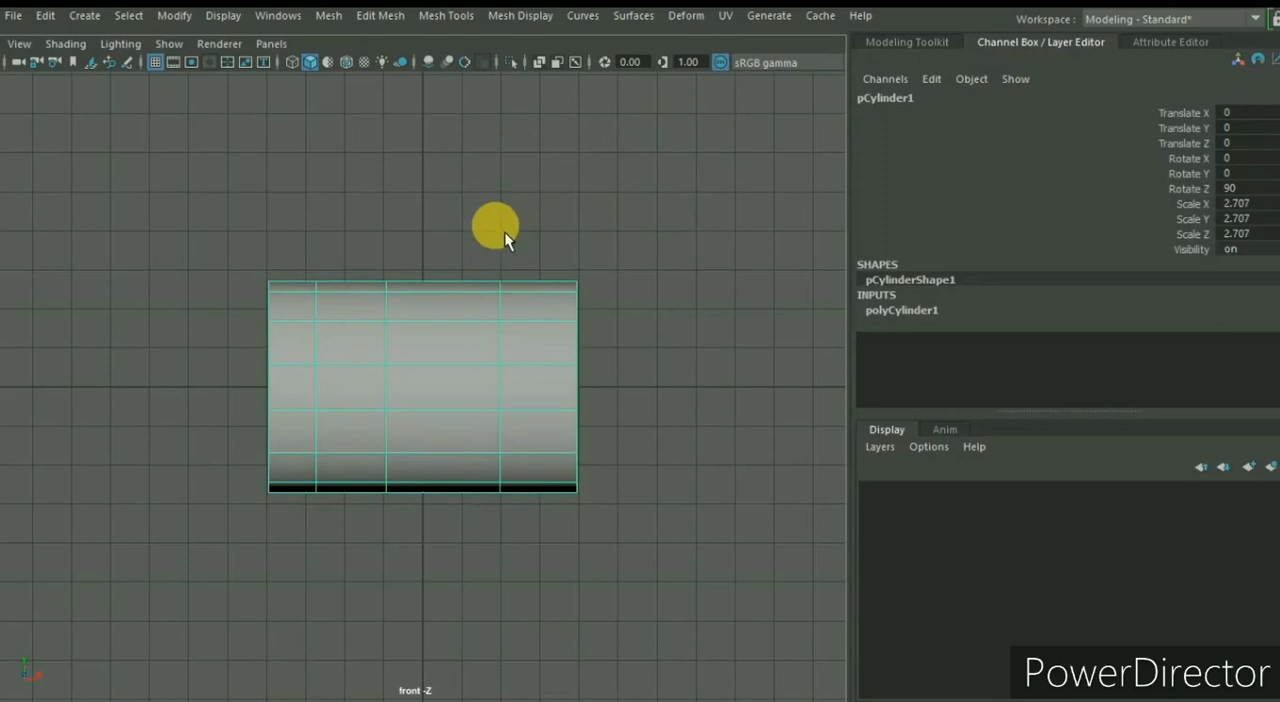 File Edit Create Select Modify Display Windows Mesh Edit Mesh Mesh Tools Mesh Display Curves Surfaces Deform UV Generate Cache Help Workspace : Modeling - Standard*
View Shading Lighting Show Renderer Panels
Modeling Toolkit Channel Box / Layer Editor Attribute Editor
0.00 1.00 sRGB gamma
Channels Edit Object Show
pCylinder1
Translate X 0
Translate Y 0
Translate Z 0
Rotate X 0
Rotate Y 0
Rotate Z 90
Scale X 2.707
Scale Y 2.707
Scale Z 2.707
Visibility on
SHAPES
pCylinderShape1
INPUTS
polyCylinder1
Display Anim
Layers Options Help
front -Z
PowerDirector